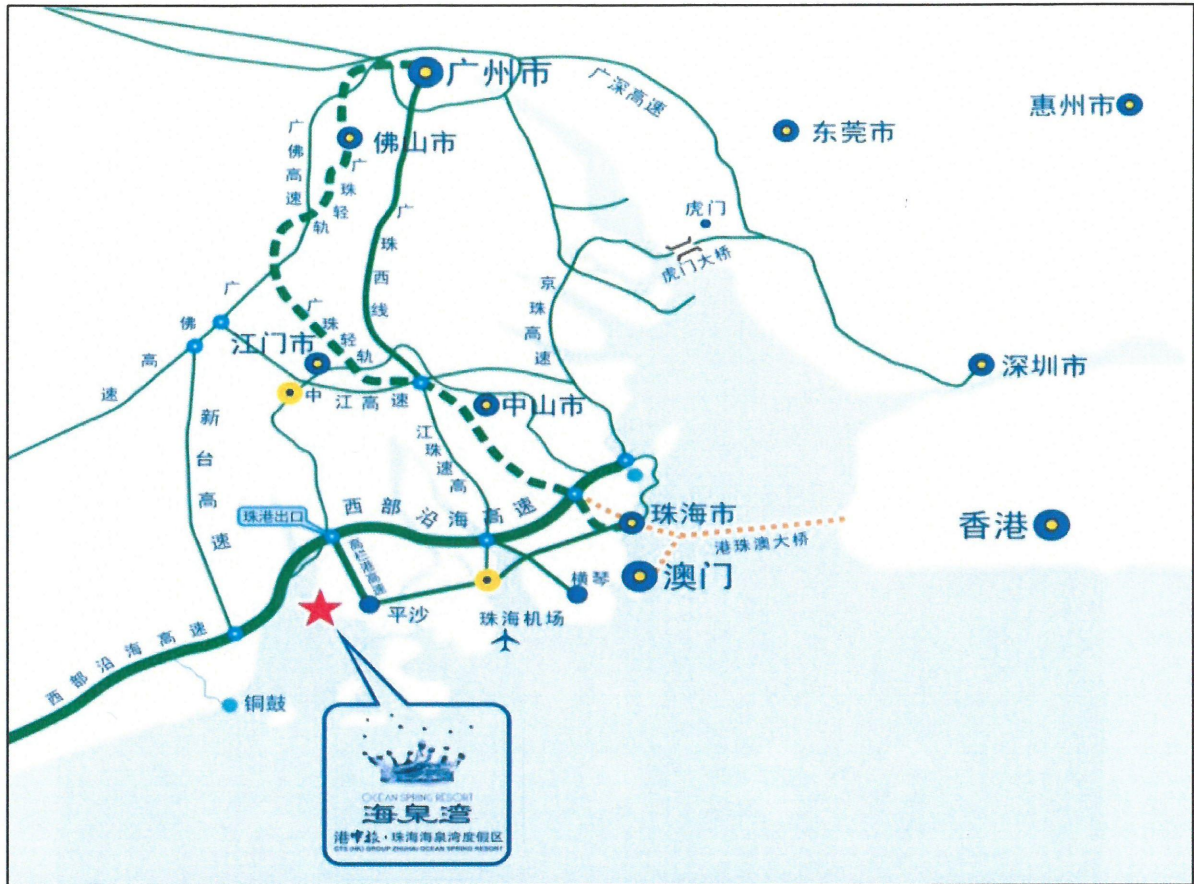 广州市
广深高速
惠州市
东莞市
佛山市
广佛高速
广珠轻轨
广珠西线
虎门
虎门大桥
京珠高速
广佛高速
江门市
广珠轻轨
深圳市
中江高速
中山市
新台高速
江珠高速
西部沿海高速
珠港出口
珠海市
港珠澳大桥
香港
高栏港高速
横琴
澳门
平沙
珠海机场
西部沿海高速
铜鼓
OCEAN SPRING RESORT
海泉湾
港中旅·珠海海泉湾度假区
CTS (HK) GROUP ZHUHAI OCEAN SPRING RESORT